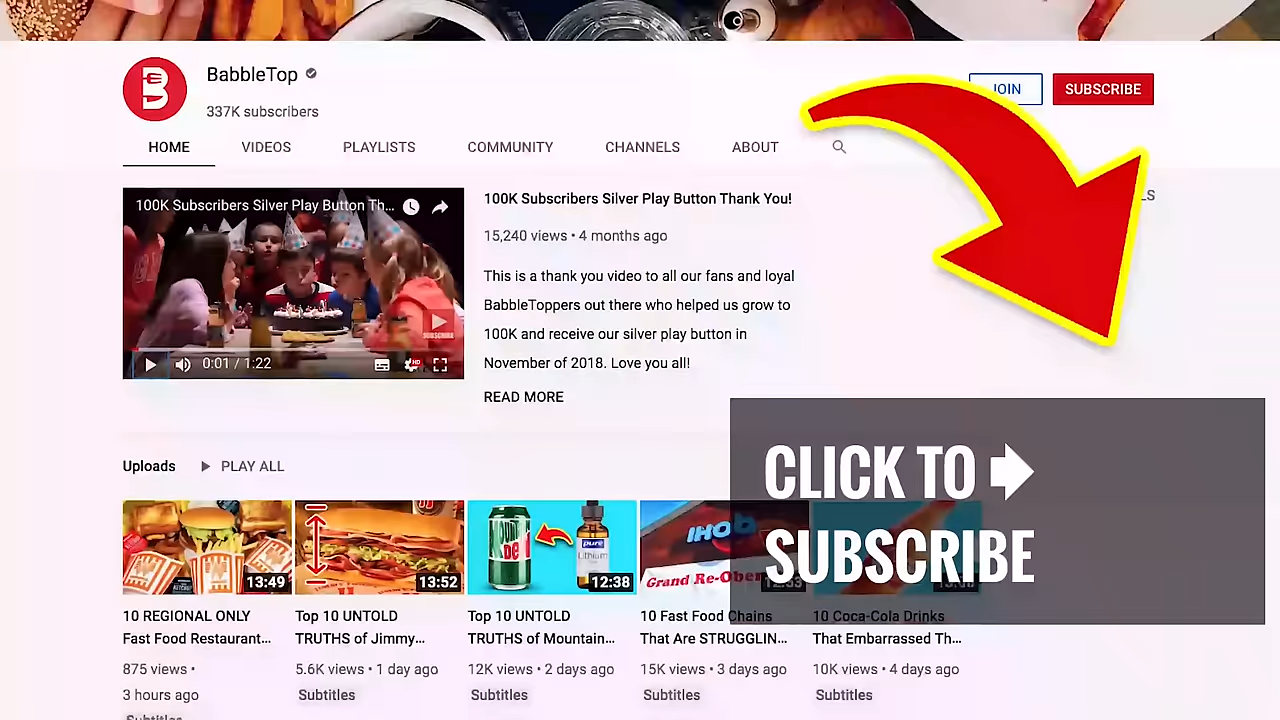 BabbleTop
337K subscribers
JOIN
SUBSCRIBE
HOME
VIDEOS
PLAYLISTS
COMMUNITY
CHANNELS
ABOUT
LS
100K Subscribers Silver Play Button Th...
SUBSCRIBE
0:01 / 1:22
HD
100K Subscribers Silver Play Button Thank You!
15,240 views • 4 months ago
This is a thank you video to all our fans and loyal
BabbleToppers out there who helped us grow to
100K and receive our silver play button in
November of 2018. Love you all!
READ MORE
CLICK TO
SUBSCRIBE
Uploads
PLAY ALL
13:49
13:52
pure
Lithium
12:38
IHOb
Grand Re-Open
10 REGIONAL ONLY
Fast Food Restaurant...
875 views •
3 hours ago
Subtitles
Top 10 UNTOLD
TRUTHS of Jimmy...
5.6K views • 1 day ago
Subtitles
Top 10 UNTOLD
TRUTHS of Mountain...
12K views • 2 days ago
Subtitles
10 Fast Food Chains
That Are STRUGGLIN...
15K views • 3 days ago
Subtitles
10 Coca-Cola Drinks
That Embarrassed Th...
10K views • 4 days ago
Subtitles